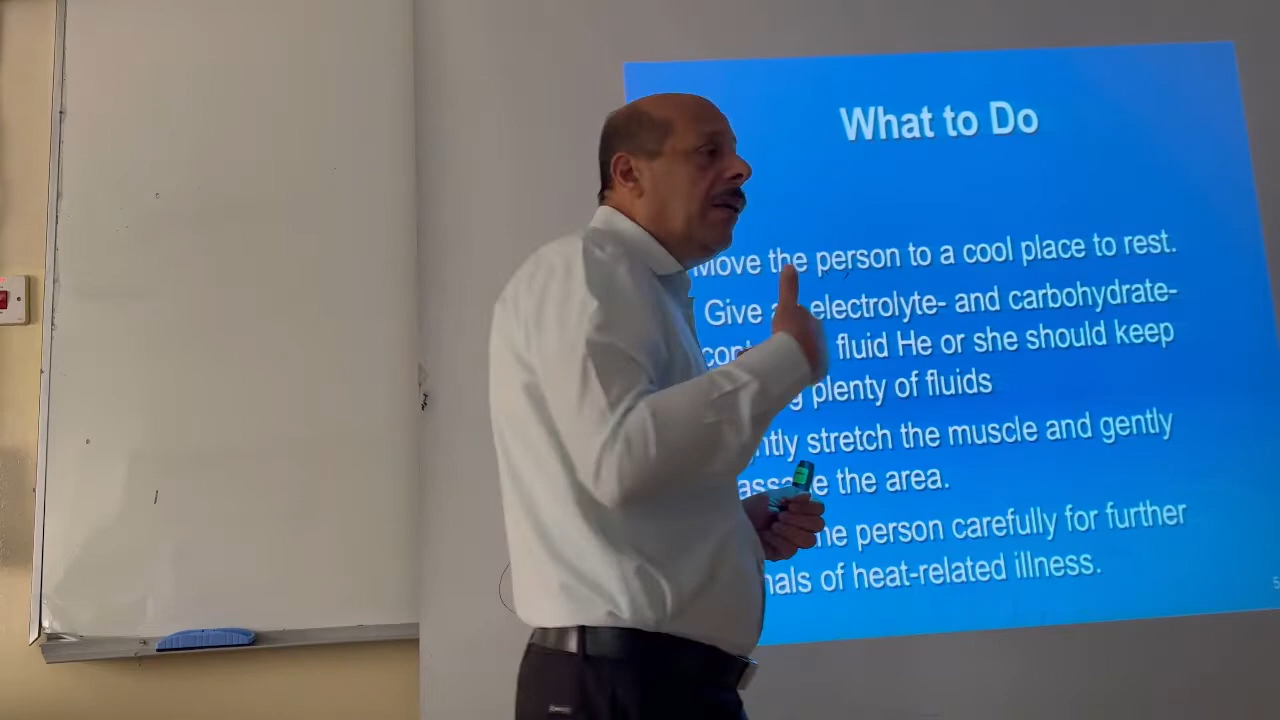 What to Do
Move the person to a cool place to rest.
Give electrolyte- and carbohydrate-
fluid He or she should keep
plenty of fluids
stretch the muscle and gently
the area.
person carefully for further
of heat-related illness.